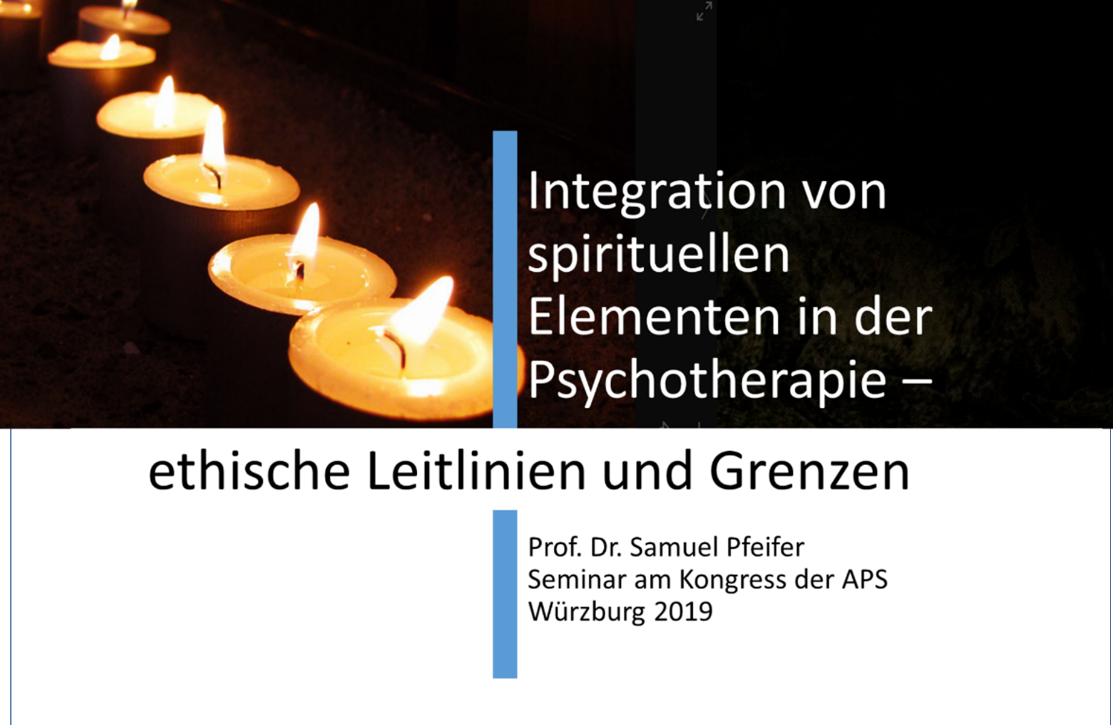 Integration von
spirituellen
Elementen in der
Psychotherapie –
ethische Leitlinien und Grenzen
Prof. Dr. Samuel Pfeifer
Seminar am Kongress der APS
Würzburg 2019